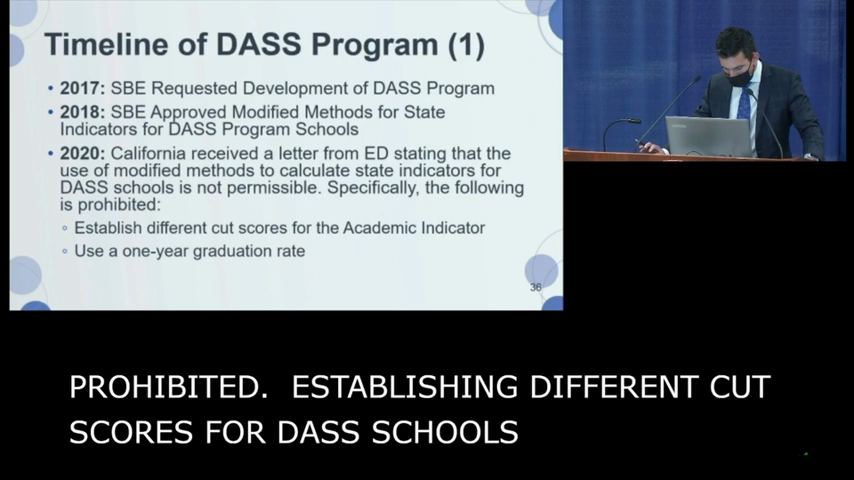 Timeline of DASS Program (1)
• 2017: SBE Requested Development of DASS Program
• 2018: SBE Approved Modified Methods for State
Indicators for DASS Program Schools
• 2020: California received a letter from ED stating that the
use of modified methods to calculate state indicators for
DASS schools is not permissible. Specifically, the following
is prohibited:
◦ Establish different cut scores for the Academic Indicator
◦ Use a one-year graduation rate
36
PROHIBITED. ESTABLISHING DIFFERENT CUT
SCORES FOR DASS SCHOOLS